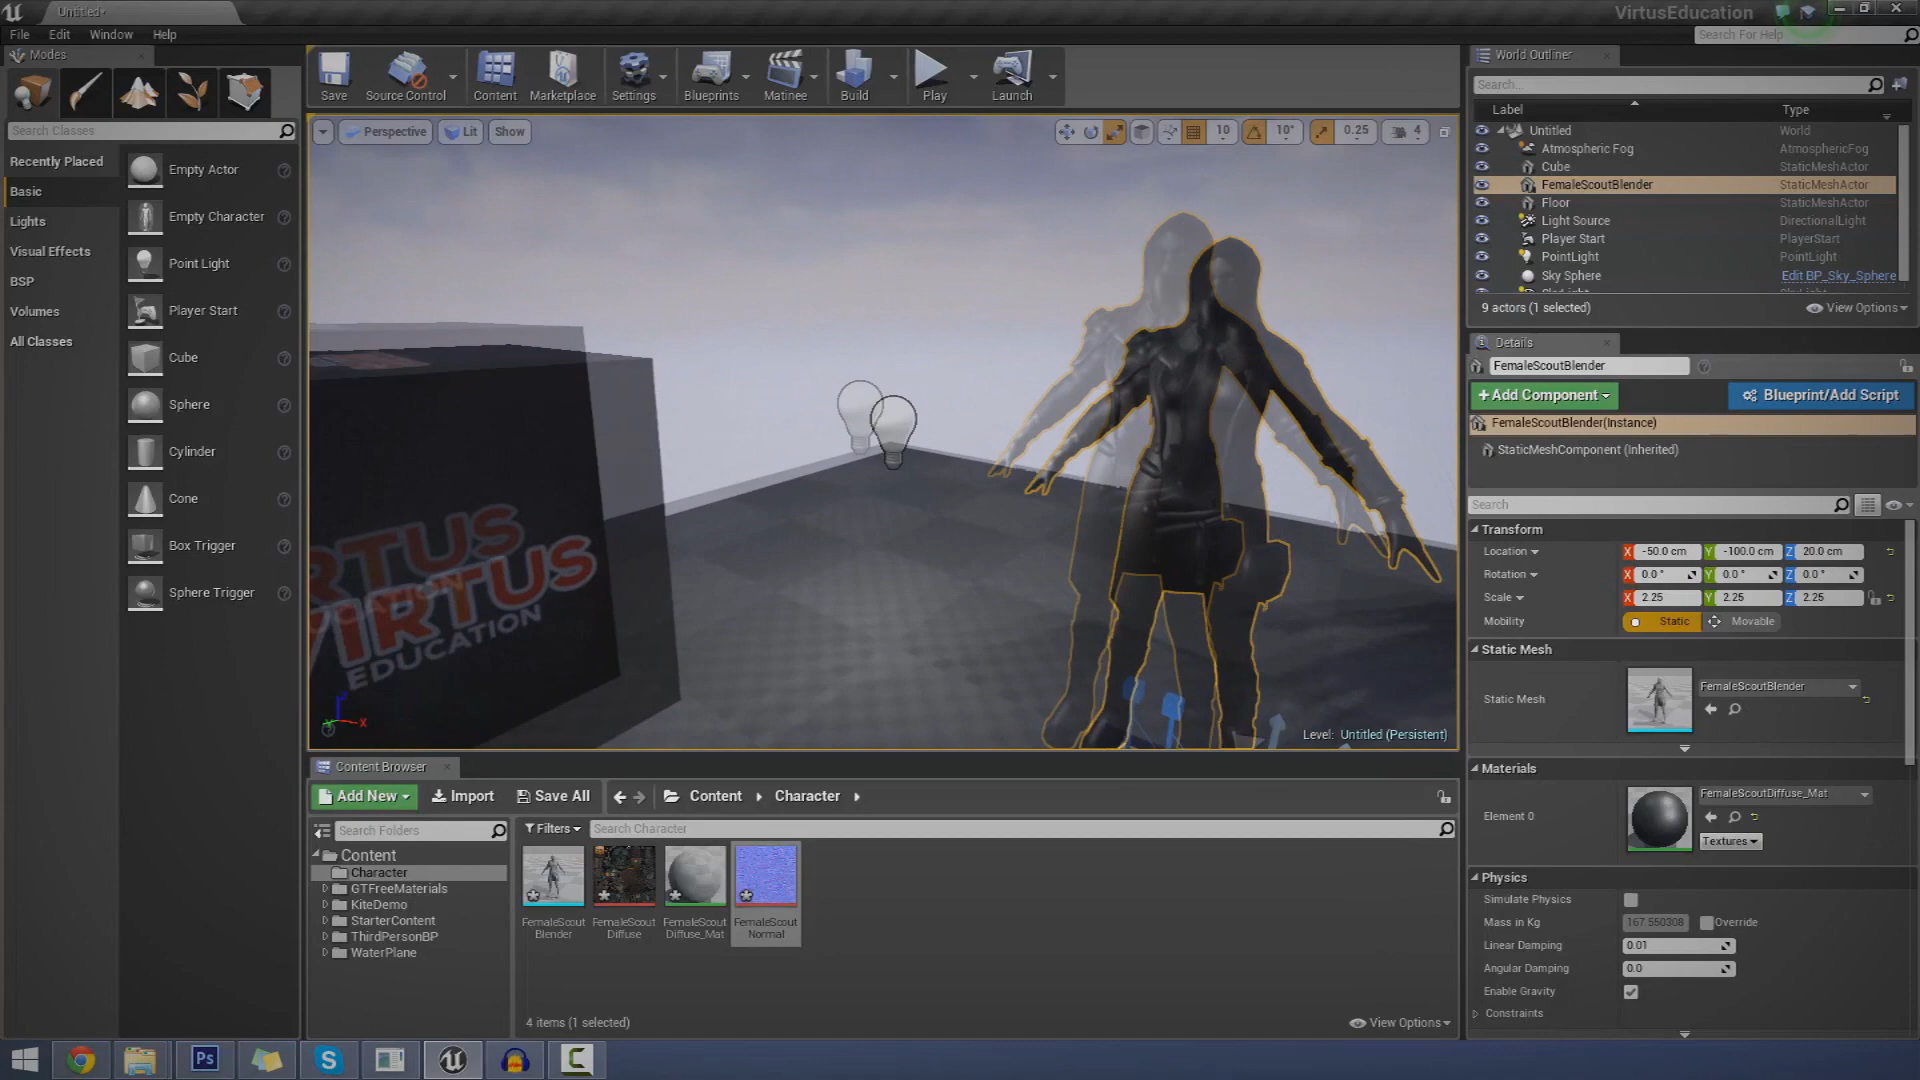 Untitled*
VirtusEducation
File Edit Window Help
Search For Help
Modes
Save
Source Control
Content
Marketplace
Settings
Blueprints
Matinee
Build
Play
Launch
World Outliner
Search...
Label Type
Untitled World
Atmospheric Fog AtmosphericFog
Cube StaticMeshActor
FemaleScoutBlender StaticMeshActor
Floor StaticMeshActor
Light Source DirectionalLight
Player Start PlayerStart
PointLight PointLight
Sky Sphere Edit BP_Sky_Sphere
9 actors (1 selected) View Options
Search Classes
Recently Placed
Basic
Lights
Visual Effects
BSP
Volumes
All Classes
Empty Actor
Empty Character
Point Light
Player Start
Cube
Sphere
Cylinder
Cone
Box Trigger
Sphere Trigger
Perspective Lit Show
10 10° 0.25 4
RTUS
VIRTUS
EDUCATION
X
Level: Untitled (Persistent)
Details
FemaleScoutBlender
+Add Component
Blueprint/Add Script
FemaleScoutBlender(Instance)
StaticMeshComponent (Inherited)
Search
Transform
Location X -50.0 cm Y -100.0 cm Z 20.0 cm
Rotation X 0.0 ° Y 0.0 ° Z 0.0 °
Scale X 2.25 Y 2.25 Z 2.25
Mobility Static Movable
Static Mesh
Static Mesh FemaleScoutBlender
Materials
Element 0 FemaleScoutDiffuse_Mat
Textures
Physics
Simulate Physics
Mass in Kg 167.550308 Override
Linear Damping 0.01
Angular Damping 0.0
Enable Gravity
Constraints
Content Browser
Add New Import Save All Content Character
Search Folders
Filters Search Character
Content
Character
GTFreeMaterials
KiteDemo
StarterContent
ThirdPersonBP
WaterPlane
FemaleScout
Blender
FemaleScout
Diffuse
FemaleScout
Diffuse_Mat
FemaleScout
Normal
4 items (1 selected) View Options
Ps